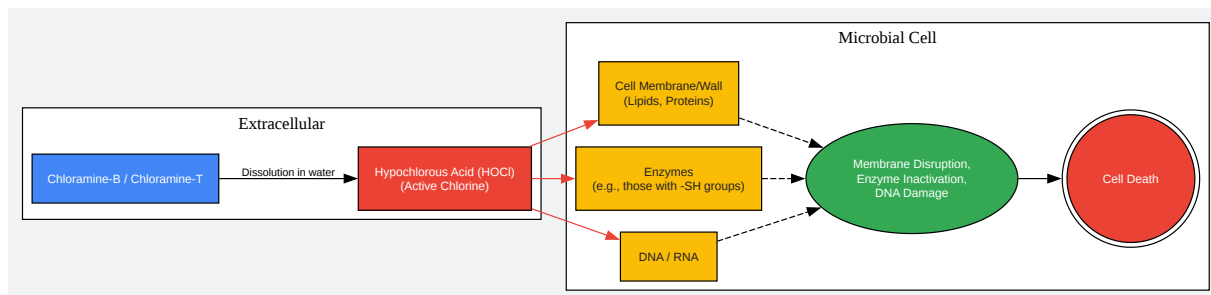 Extracellular
Chloramine-B / Chloramine-T
Dissolution in water
Hypochlorous Acid (HOCl)
(Active Chlorine)
Microbial Cell
Cell Membrane/Wall
(Lipids, Proteins)
Enzymes
(e.g., those with -SH groups)
DNA / RNA
Membrane Disruption,
Enzyme Inactivation,
DNA Damage
Cell Death